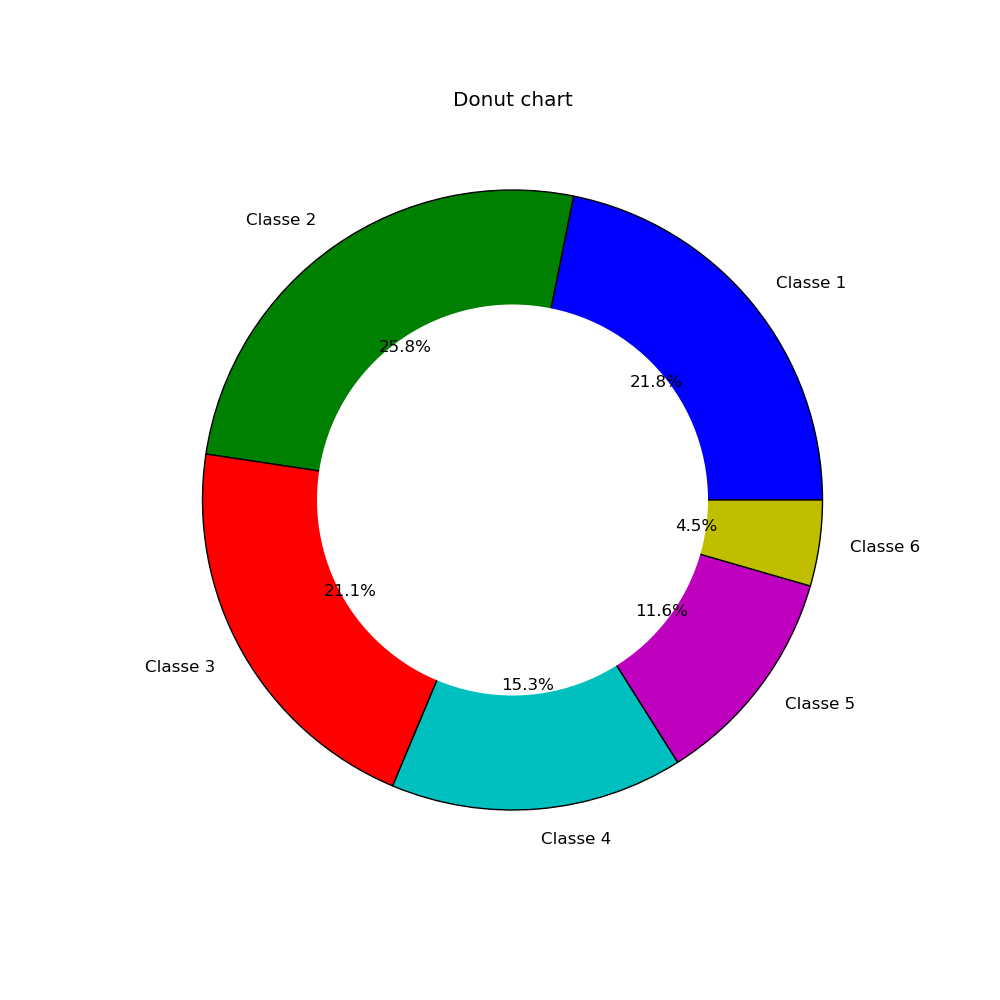 Donut chart
Classe 2
Classe 1
25.8%
21.8%
4.5%
Classe 6
21.1%
11.6%
Classe 3
15.3%
Classe 5
Classe 4